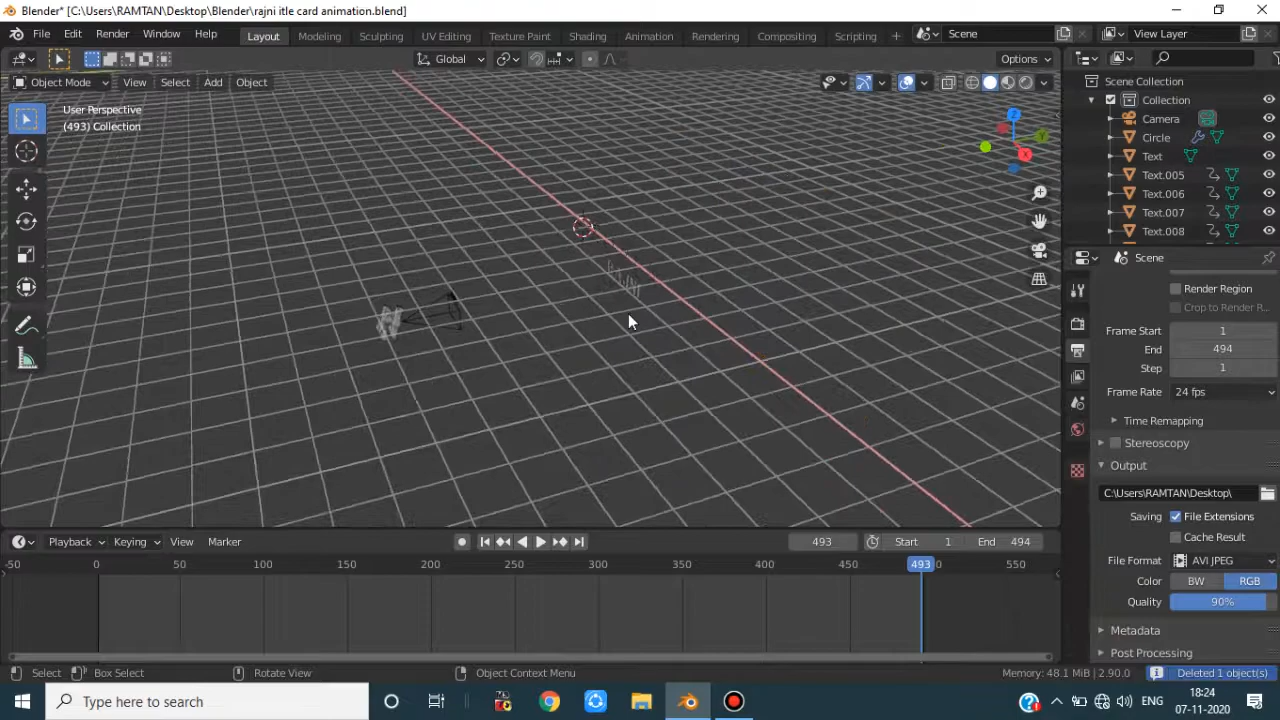 Blender* [C:\Users\RAMTAN\Desktop\Blender\rajni itle card animation.blend]
File Edit Render Window Help Layout Modeling Sculpting UV Editing Texture Paint Shading Animation Rendering Compositing Scripting Scene View Layer
Global Options
Object Mode View Select Add Object
User Perspective
(493) Collection
Z
Y
X
Scene Collection
Collection
Camera
Circle
Text
Text.005
Text.006
Text.007
Text.008
Scene
Render Region
Crop to Render R...
Frame Start 1
End 494
Step 1
Frame Rate 24 fps
Time Remapping
Stereoscopy
Output
C:\Users\RAMTAN\Desktop\
Saving File Extensions
Cache Result
File Format AVI JPEG
Color BW RGB
Quality 90%
Metadata
Post Processing
Playback Keying View Marker 493 Start 1 End 494
-50 0 50 100 150 200 250 300 350 400 450 493 0 550
Select Box Select Rotate View Object Context Menu Memory: 48.1 MiB | 2.90.0 Deleted 1 object(s)
Type here to search ENG 18:24
07-11-2020